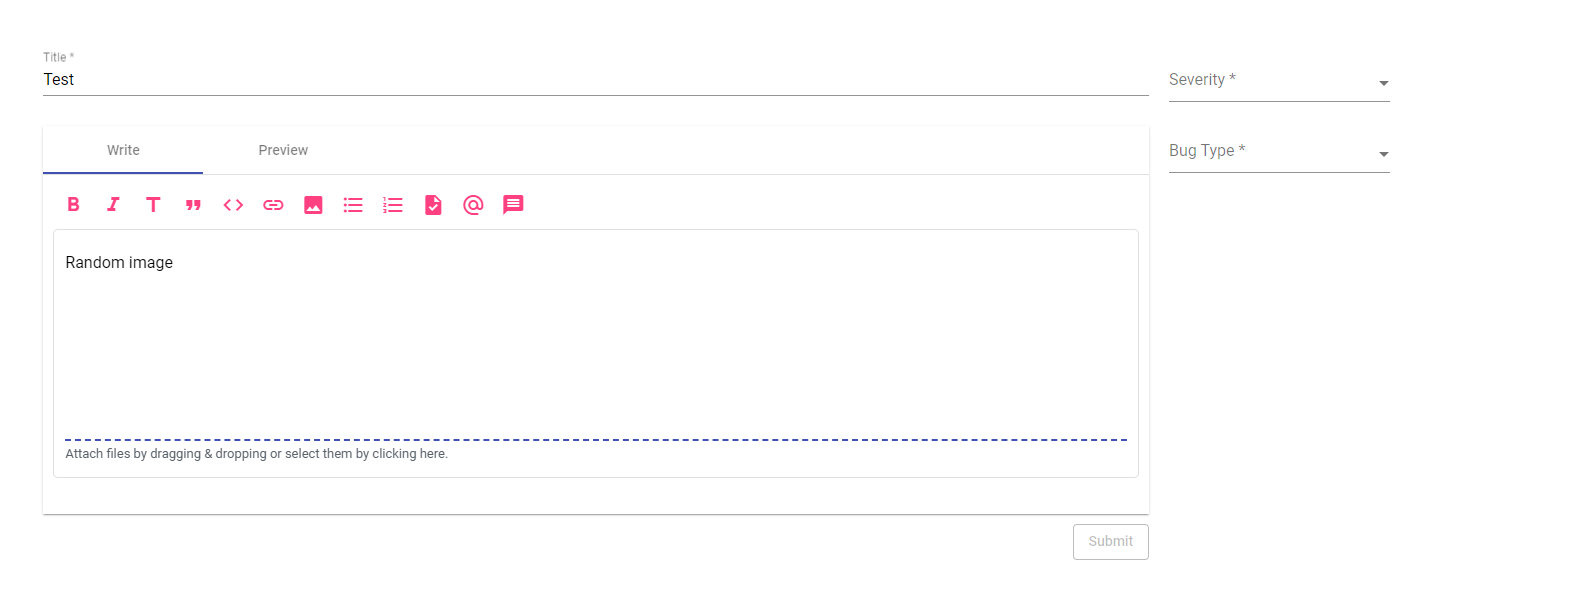 Title *
Test
Severity *
Write
Preview
Bug Type *
Random image
Attach files by dragging & dropping or select them by clicking here.
Submit